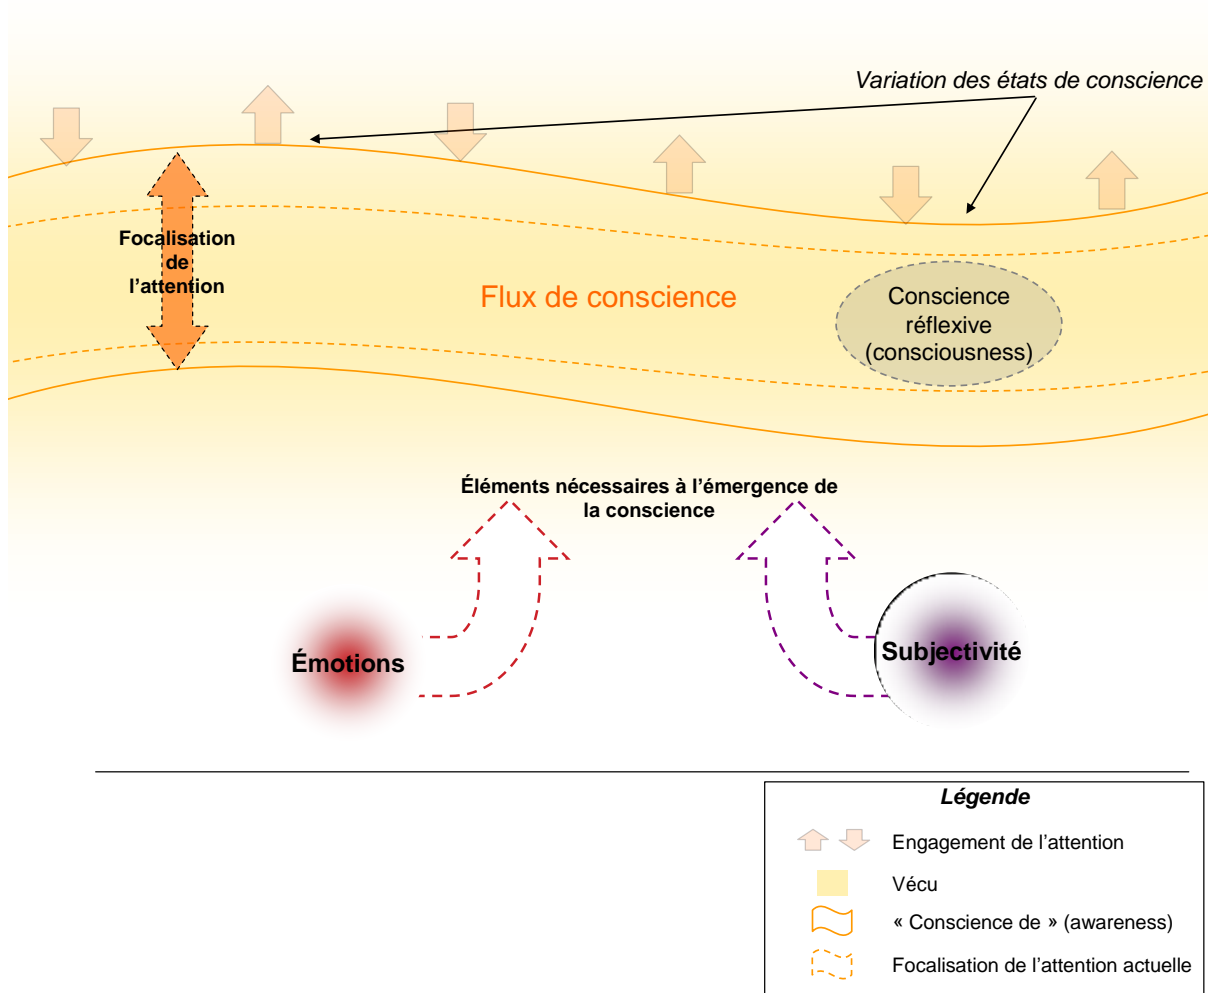 Variation des états de conscience
Focalisation
de
l’attention
Flux de conscience
Conscience
réflexive
(consciousness)
Éléments nécessaires à l’émergence de
la conscience
Émotions
Subjectivité
Légende
Engagement de l’attention
Vécu
« Conscience de » (awareness)
Focalisation de l’attention actuelle